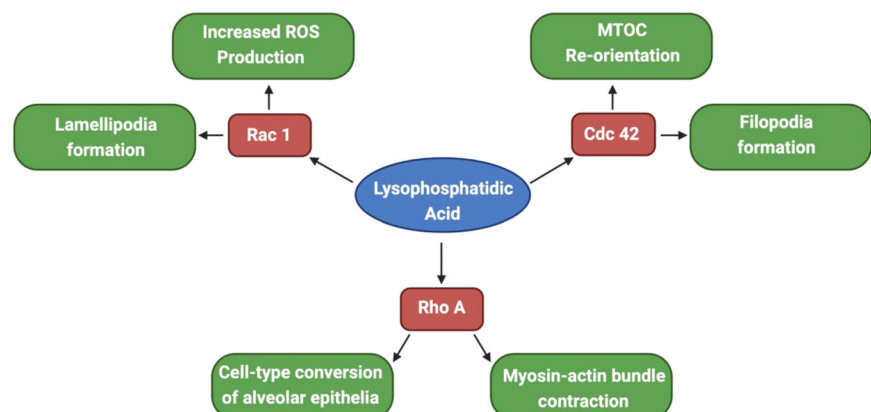 Increased ROS
Production
MTOC
Re-orientation
Lamellipodia
formation
Rac 1
Cdc 42
Filopodia
formation
Lysophosphatidic
Acid
Rho A
Cell-type conversion
of alveolar epithelia
Myosin-actin bundle
contraction